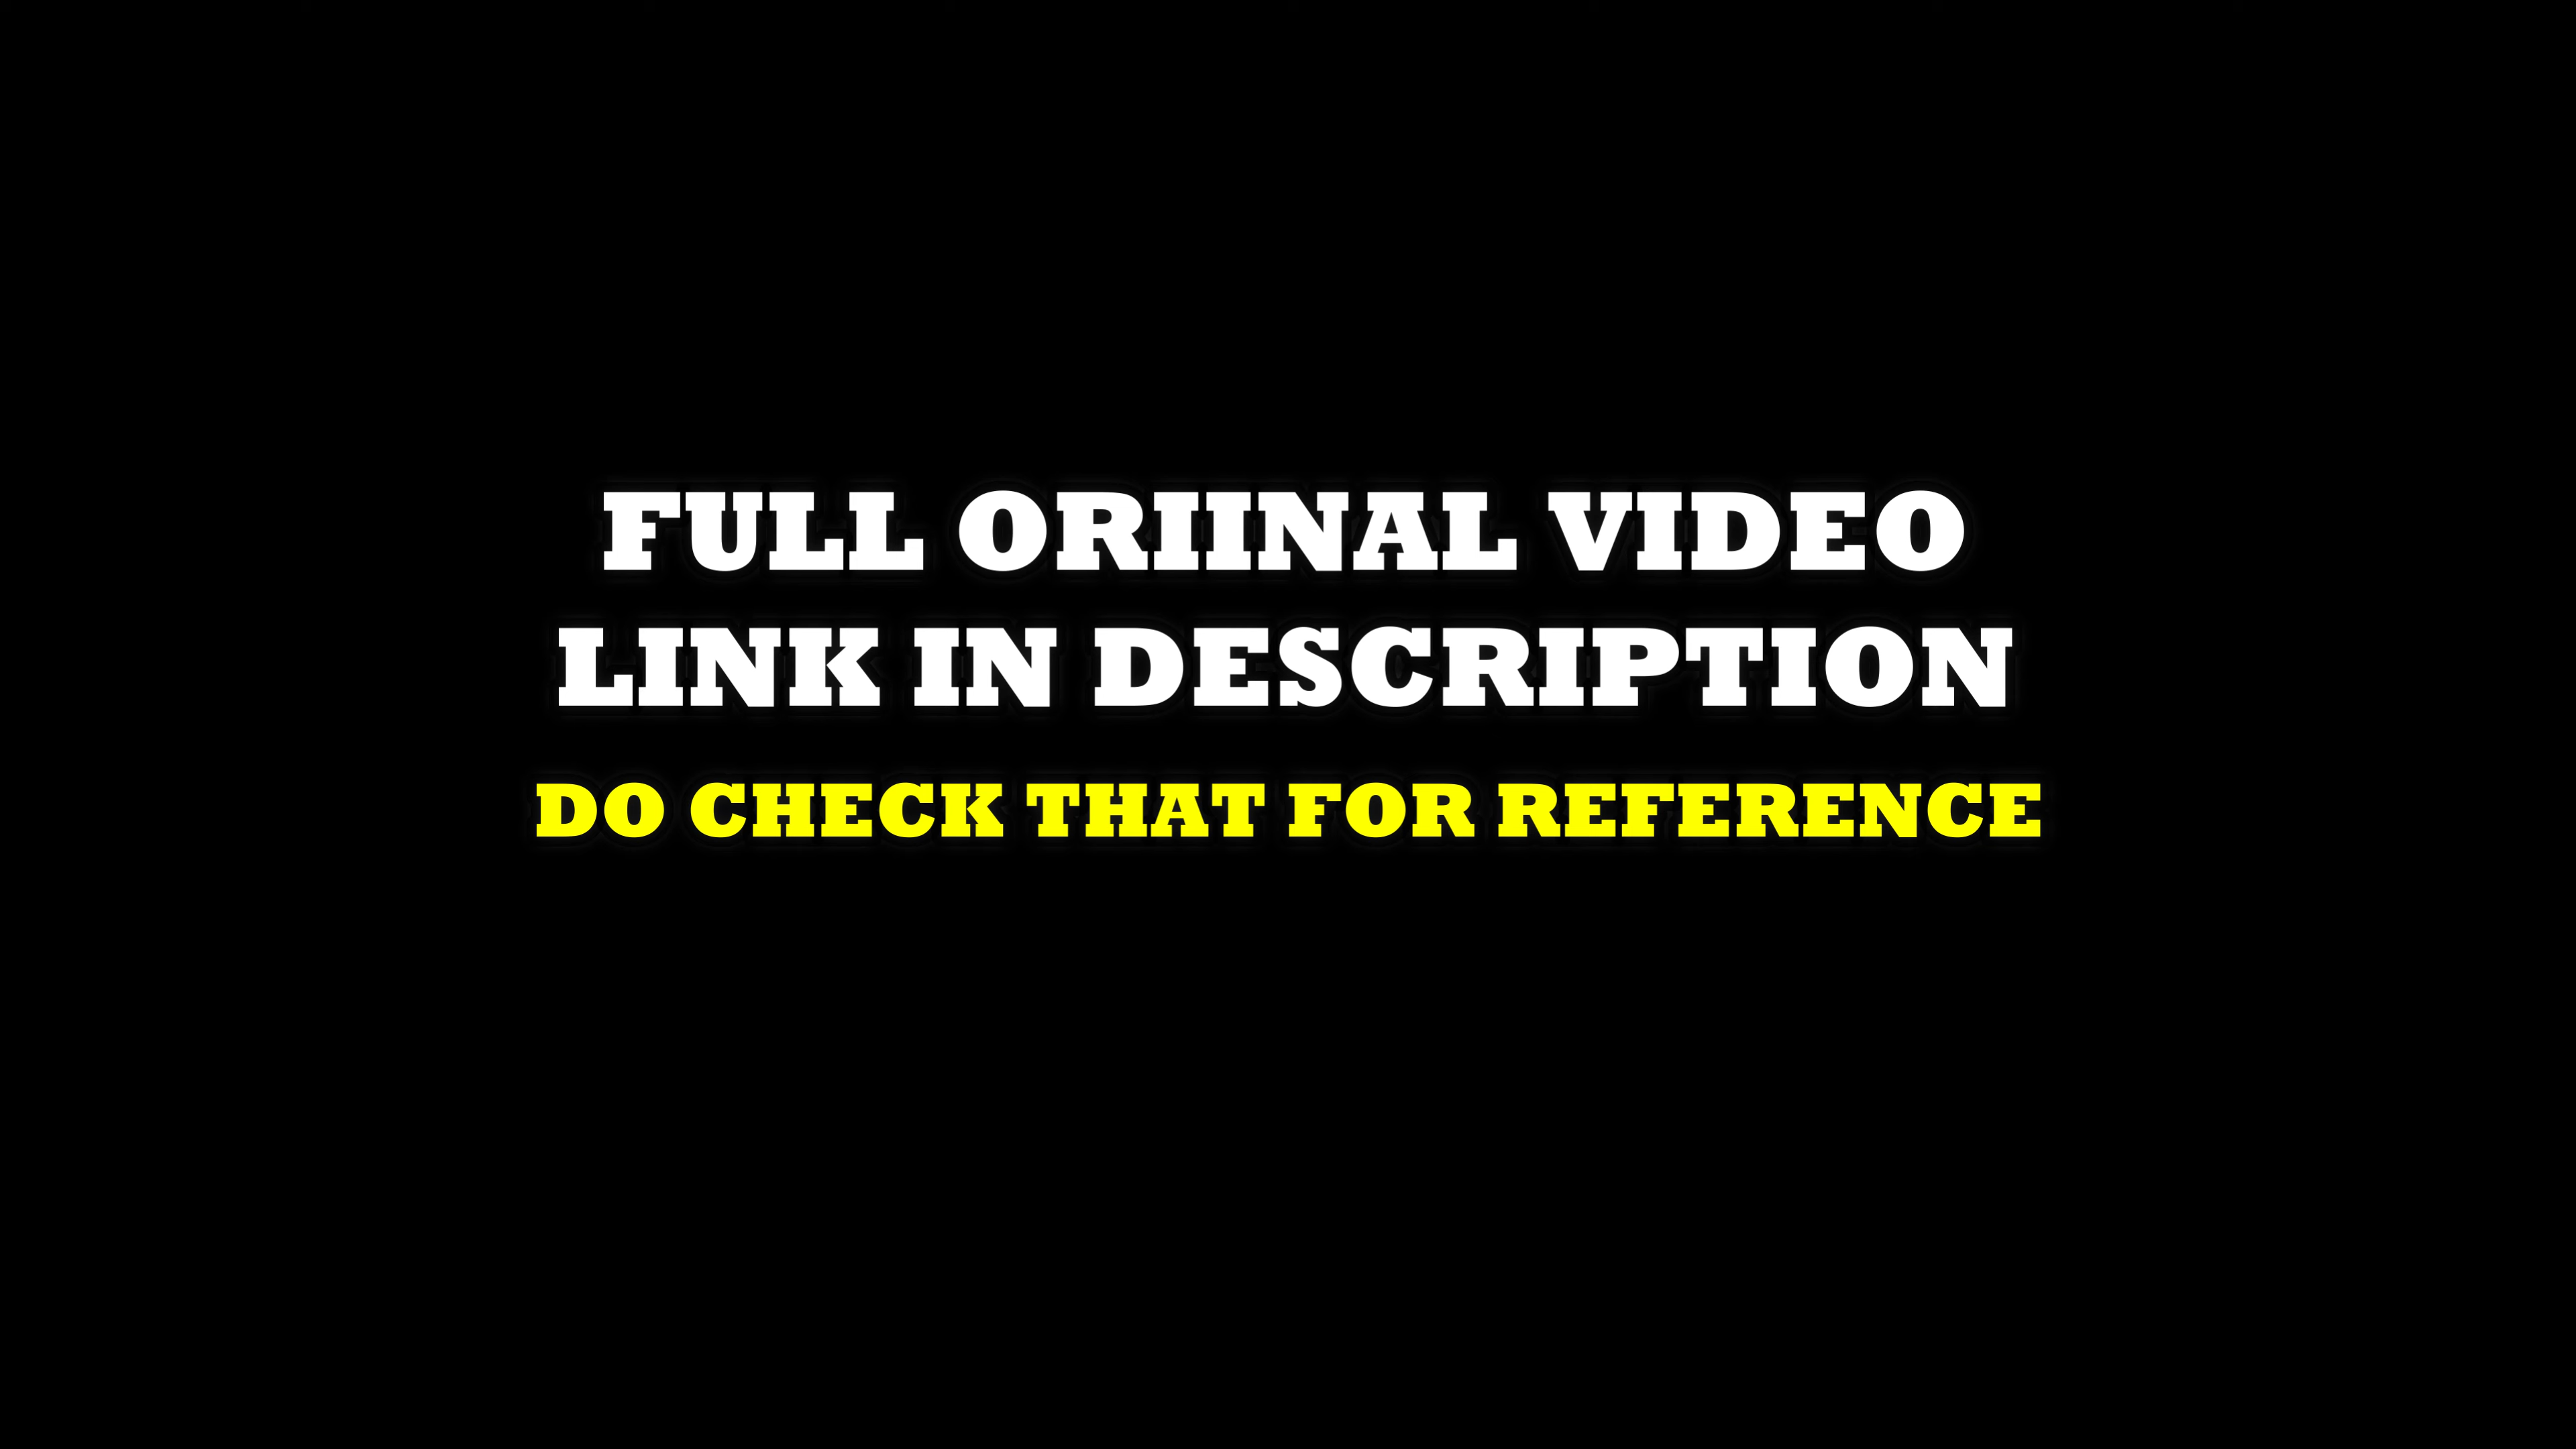 FULL ORIINAL VIDEO
LINK IN DESCRIPTION
DO CHECK THAT FOR REFERENCE